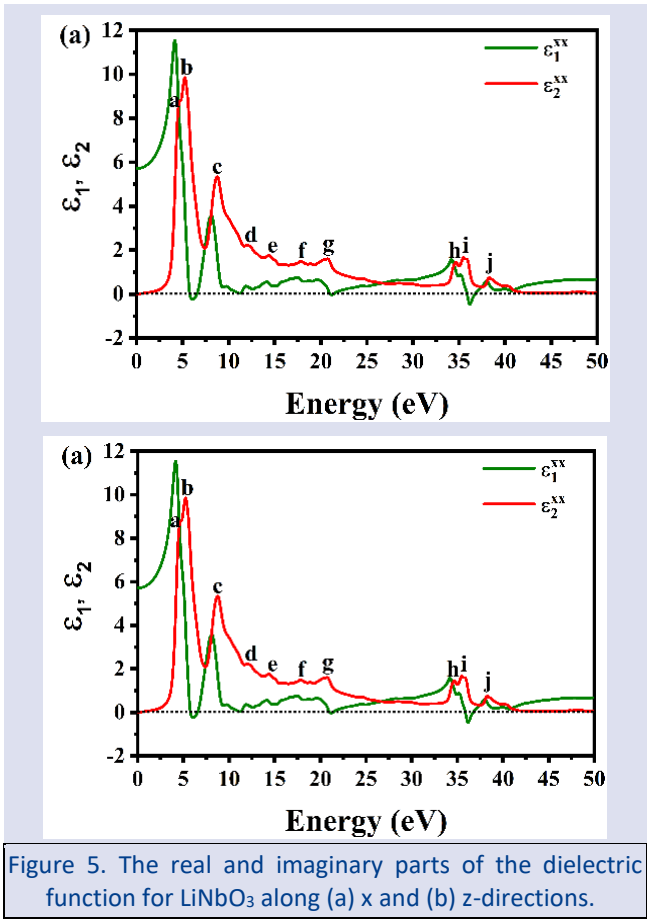 (a)
ε₁ˣˣ
ε₂ˣˣ
a
b
c
d
e
f
g
h
i
j
12
10
8
6
4
2
0
-2
ε₁, ε₂
0 5 10 15 20 25 30 35 40 45 50
Energy (eV)
(a)
ε₁ˣˣ
ε₂ˣˣ
a
b
c
d
e
f
g
h
i
j
12
10
8
6
4
2
0
-2
ε₁, ε₂
0 5 10 15 20 25 30 35 40 45 50
Energy (eV)
Figure 5. The real and imaginary parts of the dielectric
function for LiNbO₃ along (a) x and (b) z-directions.